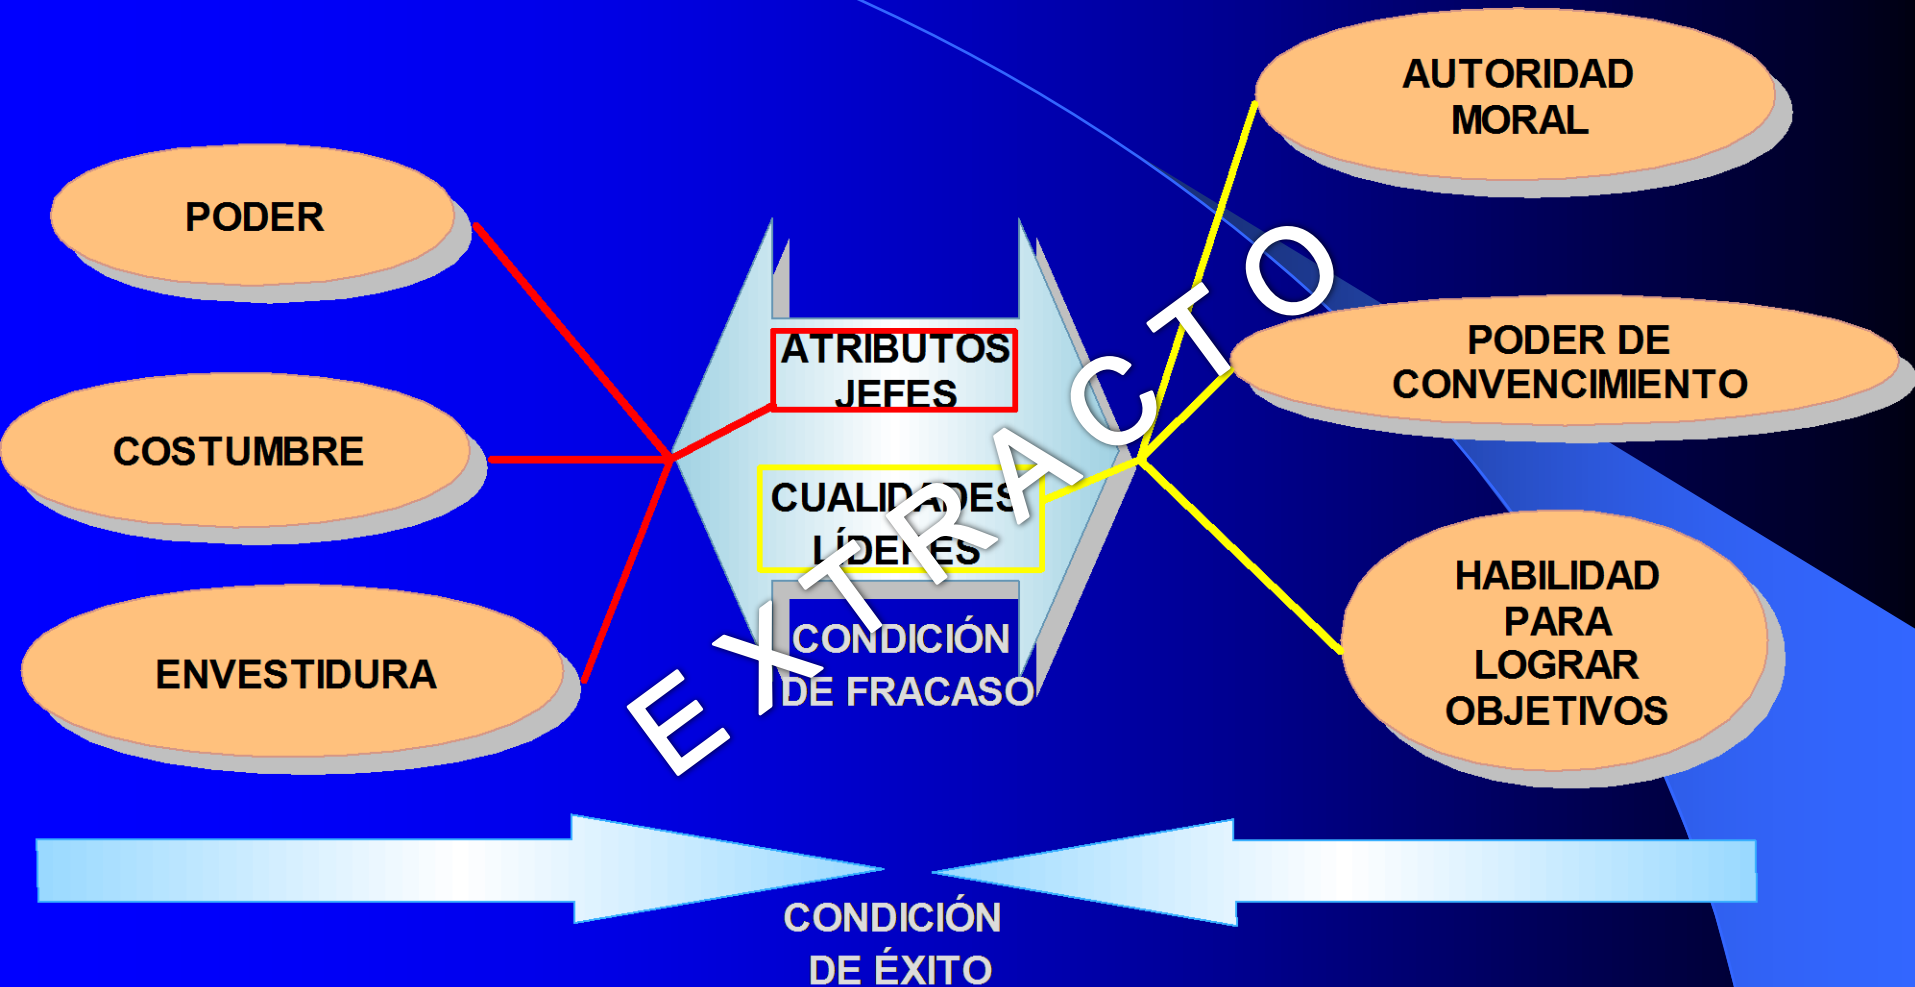 PODER
COSTUMBRE
ENVESTIDURA
ATRIBUTOS
JEFES
CUALIDADES
LÍDERES
CONDICIÓN
DE FRACASO
AUTORIDAD
MORAL
PODER DE
CONVENCIMIENTO
HABILIDAD
PARA
LOGRAR
OBJETIVOS
EXTRACTO
CONDICIÓN
DE ÉXITO